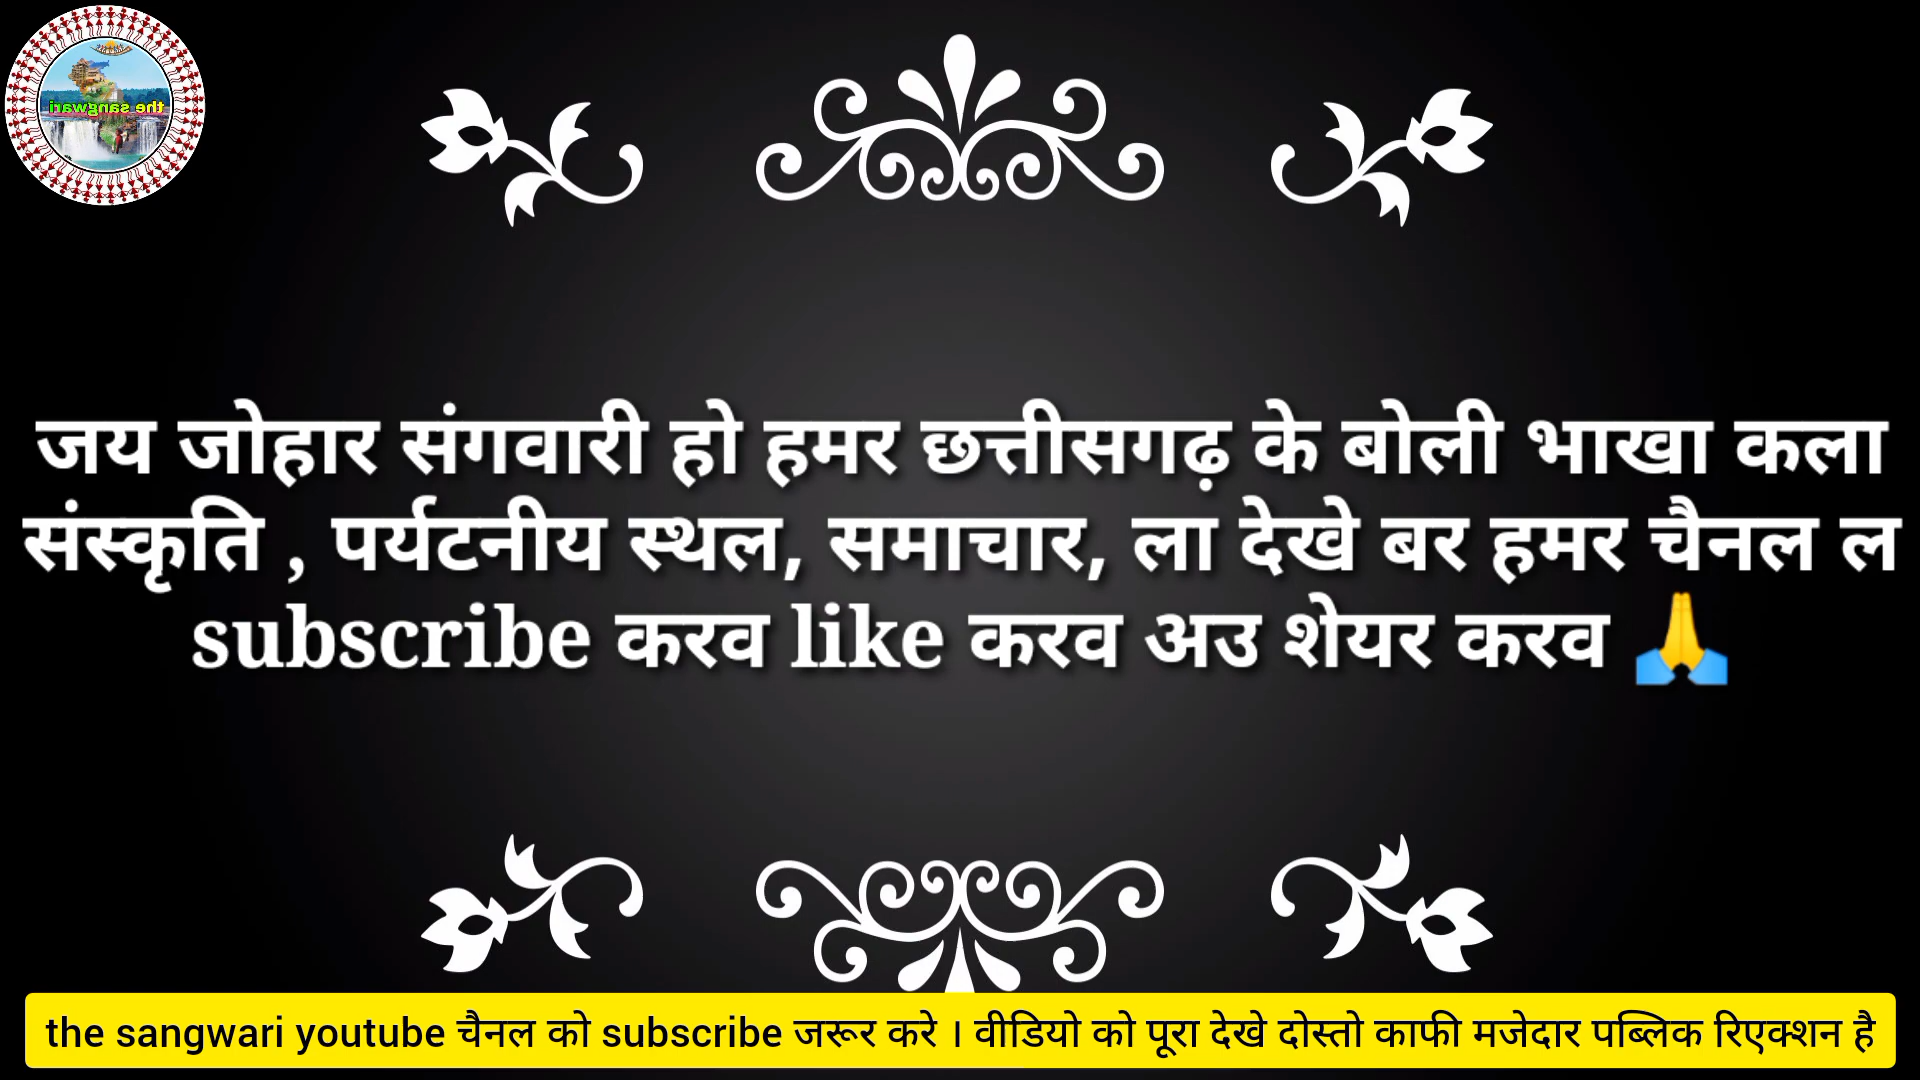 the sangwari
जय जोहार संगवारी हो हमर छत्तीसगढ़ के बोली भाखा कला
संस्कृति , पर्यटनीय स्थल, समाचार, ला देखे बर हमर चैनल ल
subscribe करव like करव अउ शेयर करव 🙏
the sangwari youtube चैनल को subscribe जरूर करे । वीडियो को पूरा देखे दोस्तो काफी मजेदार पब्लिक रिएक्शन है